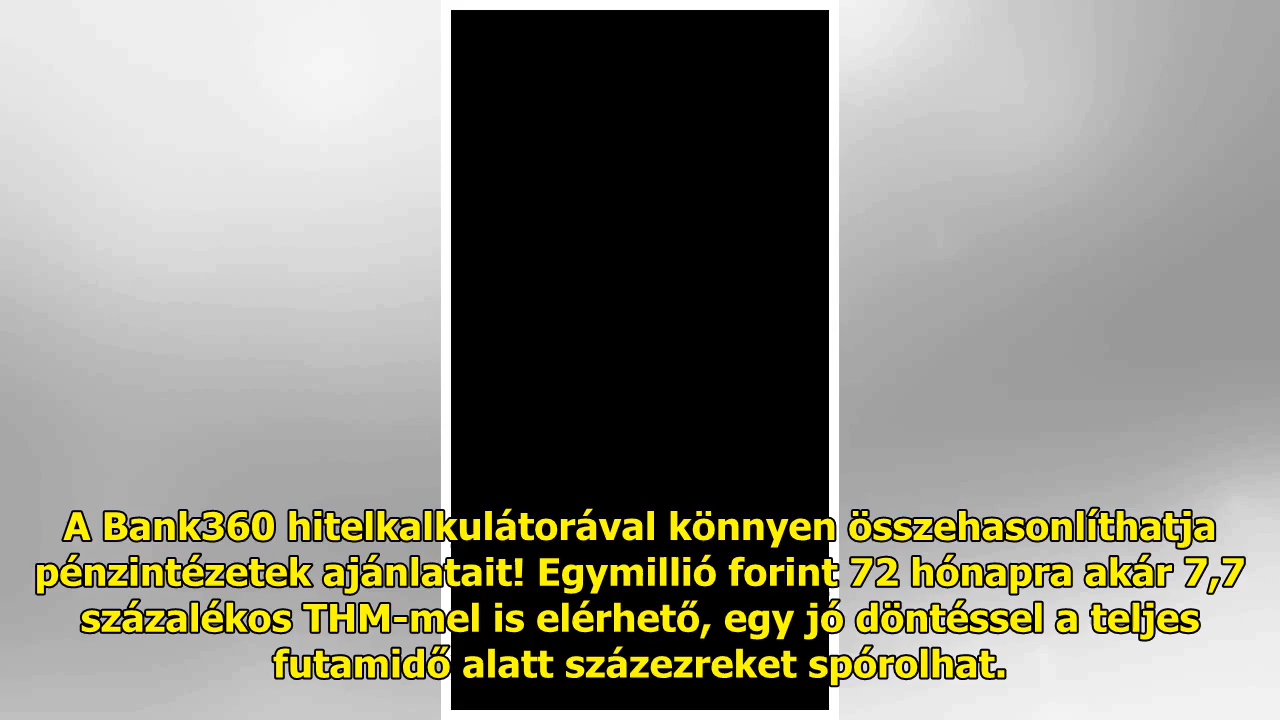 A Bank360 hitelkalkulátorával könnyen összehasonlíthatja
pénzintézetek ajánlatait! Egymillió forint 72 hónapra akár 7,7
százalékos THM-mel is elérhető, egy jó döntéssel a teljes
futamidő alatt százezreket spórolhat.